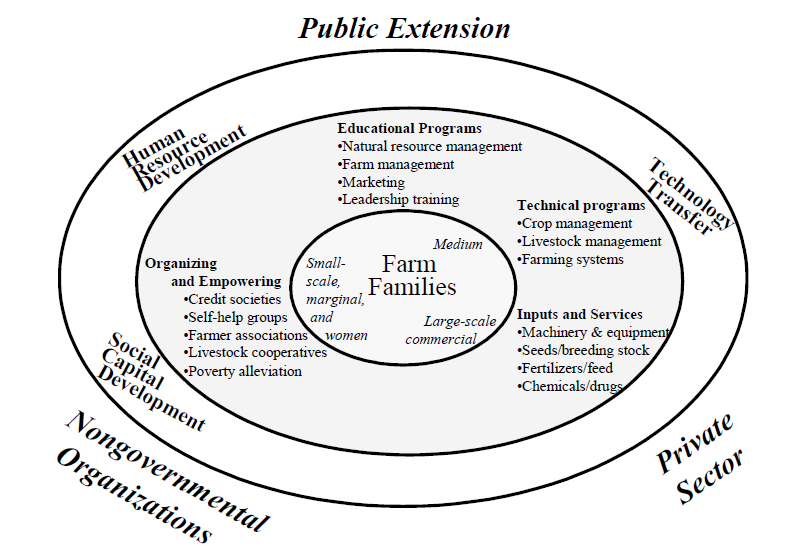 Public Extension
Human
Resource
Development
Technology
Transfer
Educational Programs
•Natural resource management
•Farm management
•Marketing
•Leadership training
Technical programs
•Crop management
•Livestock management
•Farming systems
Organizing
and Empowering
•Credit societies
•Self-help groups
•Farmer associations
•Livestock cooperatives
•Poverty alleviation
Medium
Farm
Families
Small-
scale,
marginal,
and
women
Large-scale
commercial
Inputs and Services
•Machinery & equipment
•Seeds/breeding stock
•Fertilizers/feed
•Chemicals/drugs
Social
Capital
Development
Nongovernmental
Organizations
Private
Sector